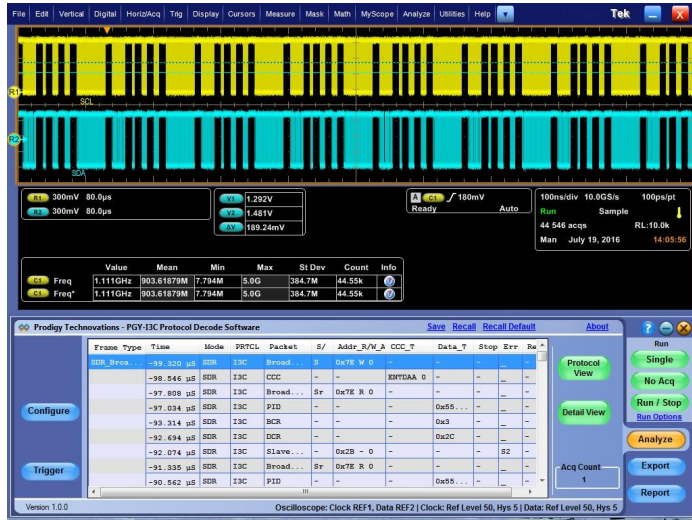 File Edit Vertical Digital Horiz/Acq Trig Display Cursors Measure Mask Math MyScope Analyze Utilities Help Tek X
R1
SCL
R2
SDA
R1 300mV 80.0µs
R2 300mV 80.0µs
V1 1.292V
V2 1.481V
ΔV 189.24mV
A C1 180mV
Ready Auto
100ns/div 10.0GS/s 100ps/pt
Run Sample
44 546 acqs RL:10.0k
Man July 19, 2016 14:05:56
Value Mean Min Max St Dev Count Info
C1 Freq 1.111GHz 903.61879M 7.794M 5.0G 384.7M 44.55k i
C1 Freq* 1.111GHz 903.61879M 7.794M 5.0G 384.7M 44.55k i
Prodigy Technovations - PGY-I3C Protocol Decode Software Save Recall Recall Default About ?
Frame Type Time Mode PRTCL Packet S/ Addr_R/W_A CCC_T Data_T Stop Err Re
SDR_Broa... -99.320 µS SDR I3C Broad... S 0x7E W 0 - - - _
-98.546 µS SDR I3C CCC - - ENTDAA 0 - - _
-97.808 µS SDR I3C Broad... Sr 0x7E R 0 - - - _
-97.034 µS SDR I3C PID - - - 0x55... - _
-93.314 µS SDR I3C BCR - - - 0x3 - _
-92.694 µS SDR I3C DCR - - - 0x2C - _
-92.074 µS SDR I3C Slave... - 0x2B - 0 - - - S2 -
-91.335 µS SDR I3C Broad... Sr 0x7E R 0 - - - _
-90.562 µS SDR I3C PID - - - 0x55... - _
Configure
Trigger
Protocol
View
Detail View
Acq Count
1
Run
Single
No Acq
Run / Stop
Run Options
Analyze
Export
Report
Version 1.0.0 Oscilloscope: Clock REF1, Data REF2 | Clock: Ref Level 50, Hys 5 | Data: Ref Level 50, Hys 5